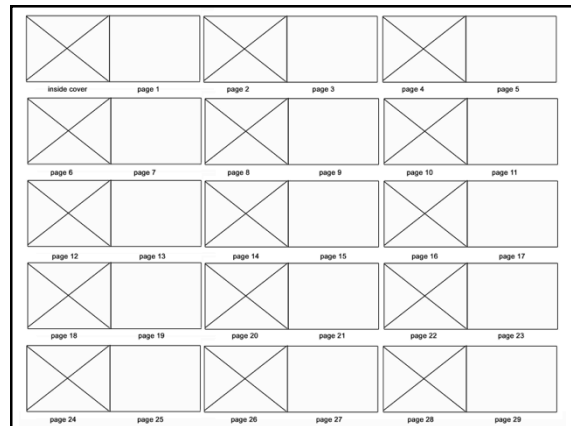 inside cover page 1 page 2 page 3 page 4 page 5
page 6 page 7 page 8 page 9 page 10 page 11
page 12 page 13 page 14 page 15 page 16 page 17
page 18 page 19 page 20 page 21 page 22 page 23
page 24 page 25 page 26 page 27 page 28 page 29